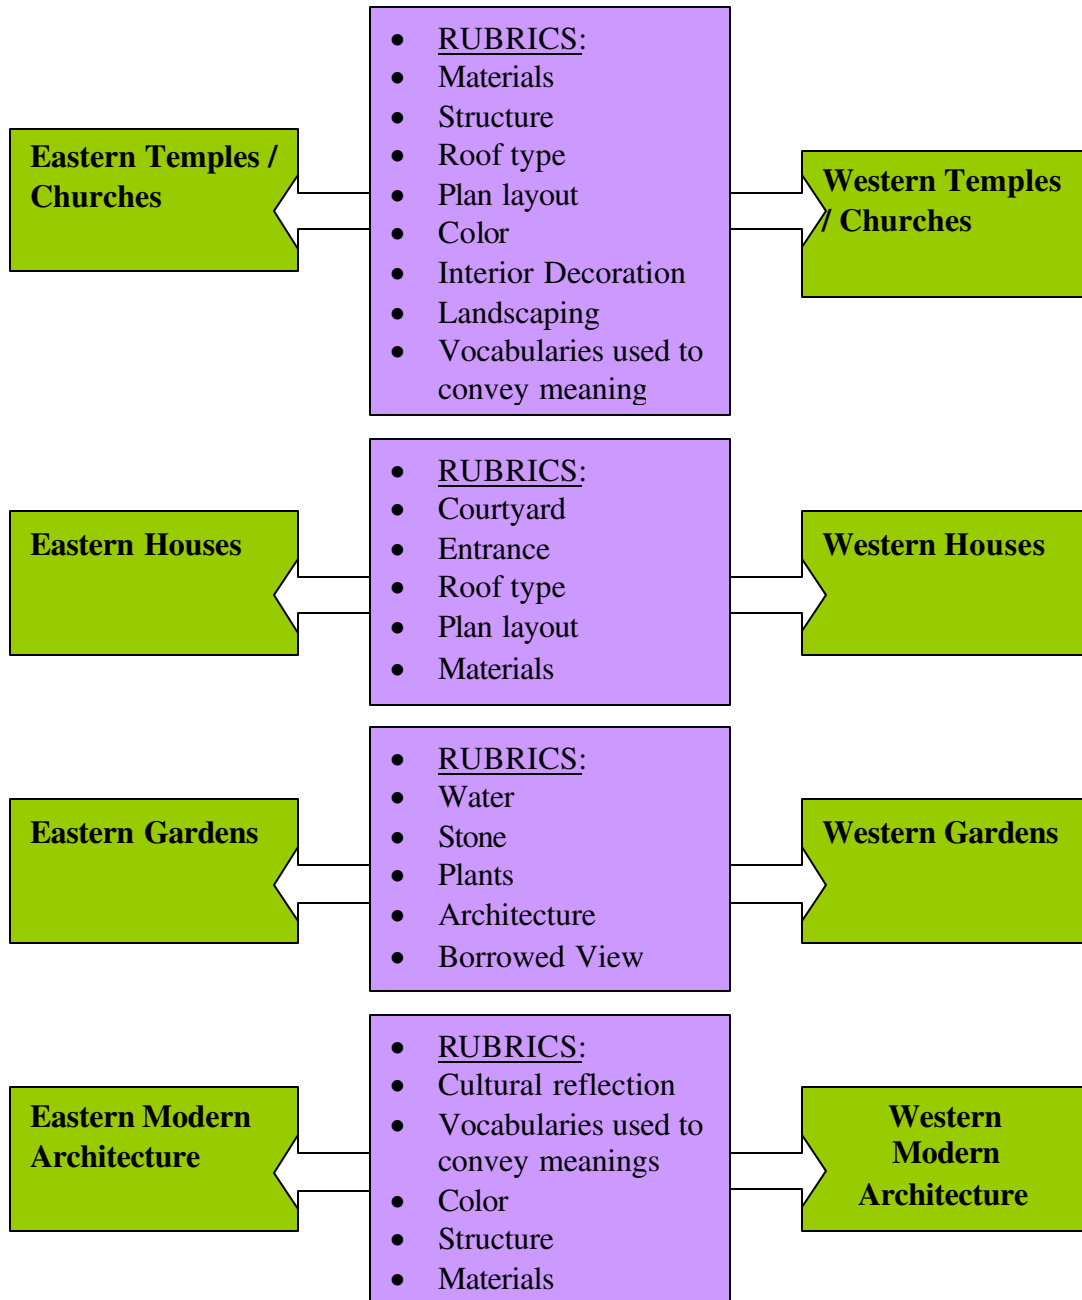 Eastern Temples /
Churches
• RUBRICS:
• Materials
• Structure
• Roof type
• Plan layout
• Color
• Interior Decoration
• Landscaping
• Vocabularies used to
convey meaning
Western Temples
/ Churches
Eastern Houses
• RUBRICS:
• Courtyard
• Entrance
• Roof type
• Plan layout
• Materials
Western Houses
Eastern Gardens
• RUBRICS:
• Water
• Stone
• Plants
• Architecture
• Borrowed View
Western Gardens
Eastern Modern
Architecture
• RUBRICS:
• Cultural reflection
• Vocabularies used to
convey meanings
• Color
• Structure
• Materials
Western
Modern
Architecture